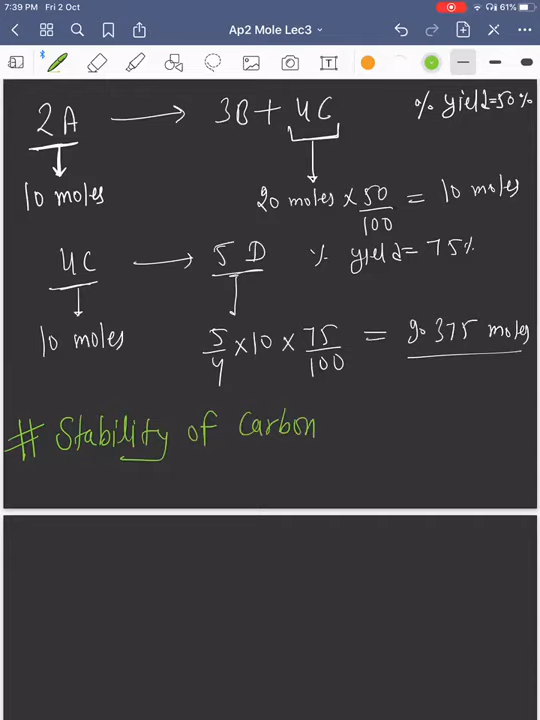 7:39 PM Fri 2 Oct
61%
Ap2 Mole Lec3
2A → 3B + 4C % yield = 50 %
10 moles
20 moles × 50/100 = 10 moles
4C → 5 D % yield = 75%
10 moles
5/4 × 10 × 75/100 = 9.375 moles
# Stability of Carbon